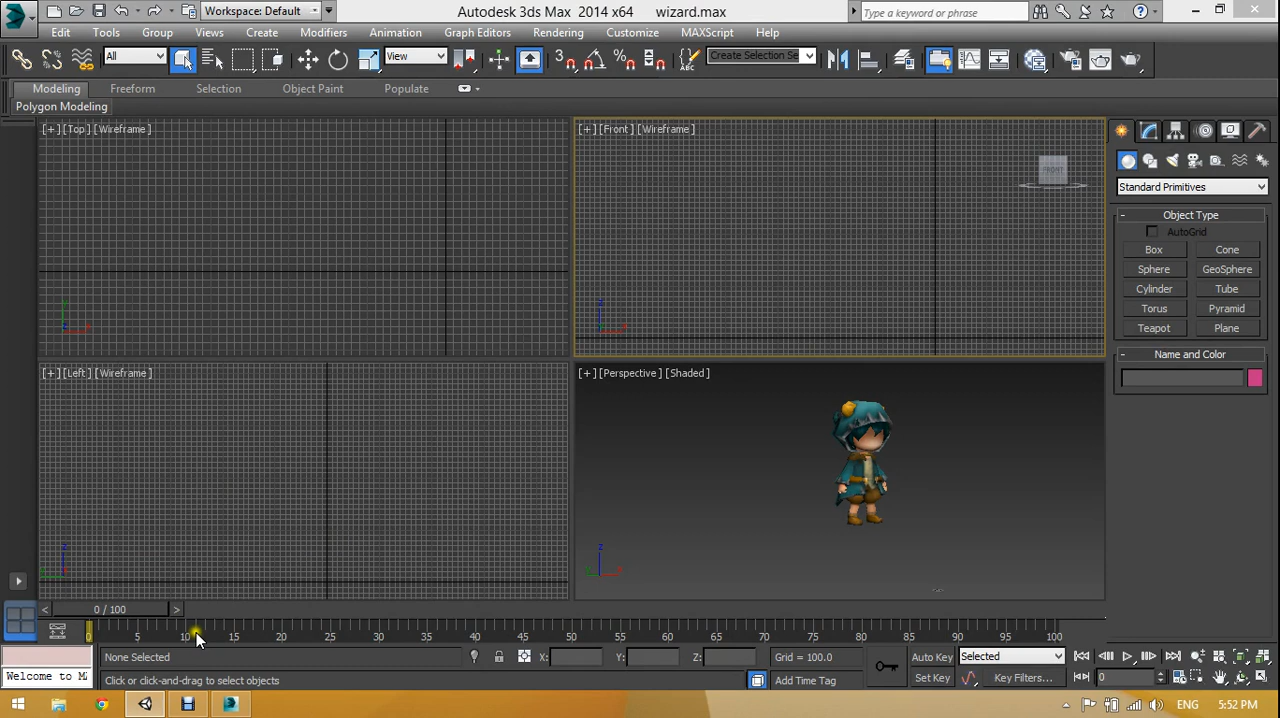 Workspace: Default
Autodesk 3ds Max 2014 x64 wizard.max
Type a keyword or phrase
Edit Tools Group Views Create Modifiers Animation Graph Editors Rendering Customize MAXScript Help
All View 3 Create Selection Se
Modeling Freeform Selection Object Paint Populate
Polygon Modeling
[+][Top][Wireframe]
[+][Front][Wireframe]
FRONT
[+][Left][Wireframe]
[+][Perspective][Shaded]
Standard Primitives
- Object Type
AutoGrid
Box Cone
Sphere GeoSphere
Cylinder Tube
Torus Pyramid
Teapot Plane
- Name and Color
< 0 / 100 >
0 5 10 15 20 25 30 35 40 45 50 55 60 65 70 75 80 85 90 95 100
None Selected X: Y: Z: Grid = 100.0 Auto Key Selected
Welcome to M
Click or click-and-drag to select objects Add Time Tag Set Key Key Filters... 0
ENG 5:52 PM